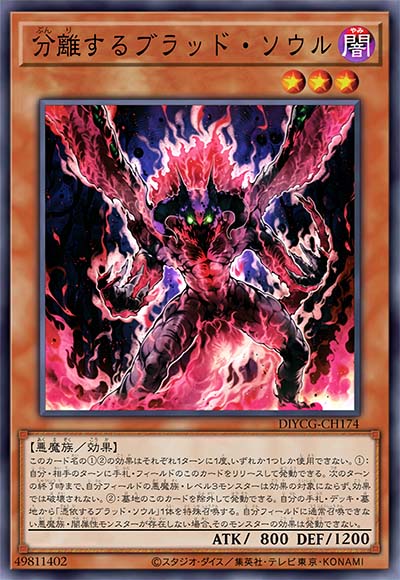 ぶんり
分離するブラッド・ソウル
やみ
闇
DIYCG-CH174
あくまぞく こうか
【悪魔族／効果】
このカード名の①②の効果はそれぞれ1ターンに1度、いずれか1つしか使用できない。①：
自分・相手のターンに手札・フィールドのこのカードをリリースして発動できる。次のターン
の終了時まで、自分フィールドの悪魔族・レベル3モンスターは効果の対象にならず、効果
では破壊されない。②：墓地のこのカードを除外して発動できる。自分の手札・デッキ・墓
地から「憑依するブラッド・ソウル」1体を特殊召喚する。自分フィールドに通常召喚できな
い悪魔族・闇属性モンスターが存在しない場合、そのモンスターの効果は発動できない。
ATK/ 800 DEF/1200
49811402
©スタジオ・ダイス／集英社・テレビ東京・KONAMI